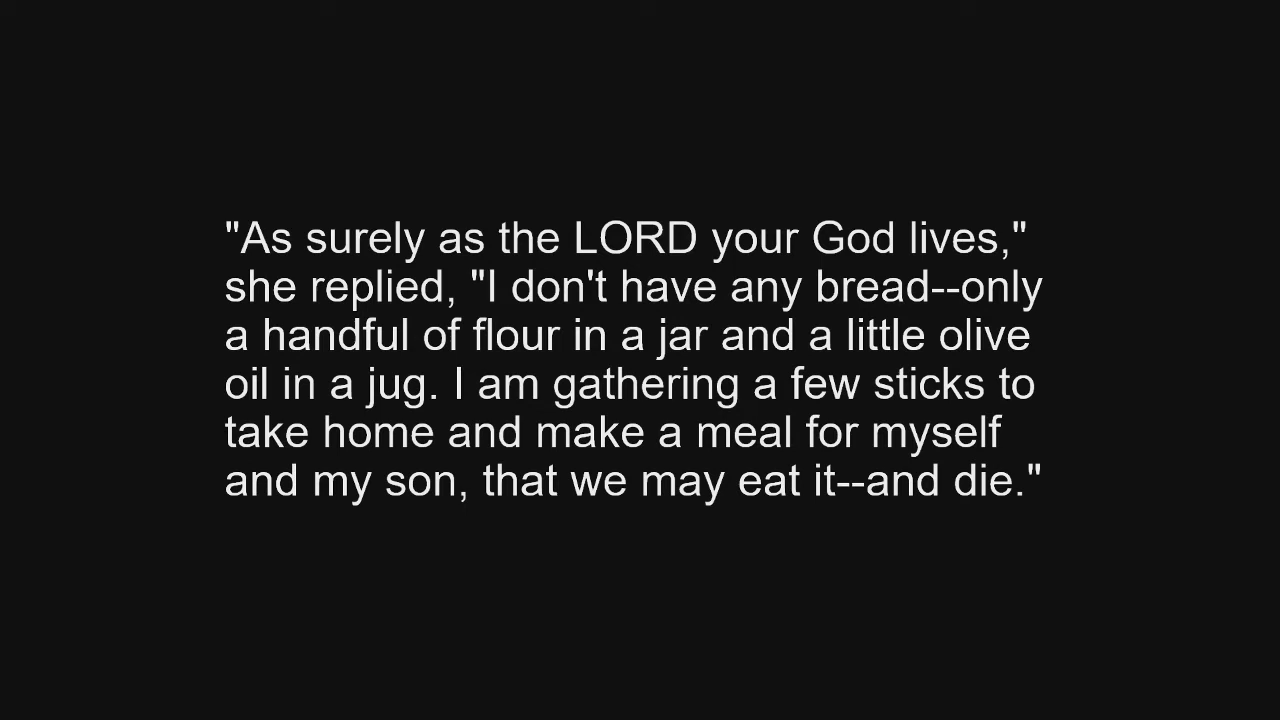 "As surely as the LORD your God lives,"
she replied, "I don't have any bread--only
a handful of flour in a jar and a little olive
oil in a jug. I am gathering a few sticks to
take home and make a meal for myself
and my son, that we may eat it--and die."